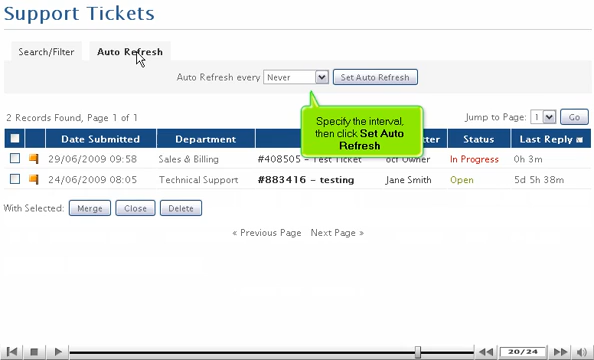 Support Tickets
Search/Filter Auto Refresh
Auto Refresh every Never Set Auto Refresh
Specify the interval,
then click Set Auto
Refresh
2 Records Found, Page 1 of 1 Jump to Page: 1 Go
Date Submitted Department tter Status Last Reply
29/06/2009 09:58 Sales & Billing #408505 - Test Ticket oct Owner In Progress 0h 3m
24/06/2009 08:05 Technical Support #883416 - testing Jane Smith Open 5d 5h 38m
With Selected: Merge Close Delete
« Previous Page Next Page »
20/24